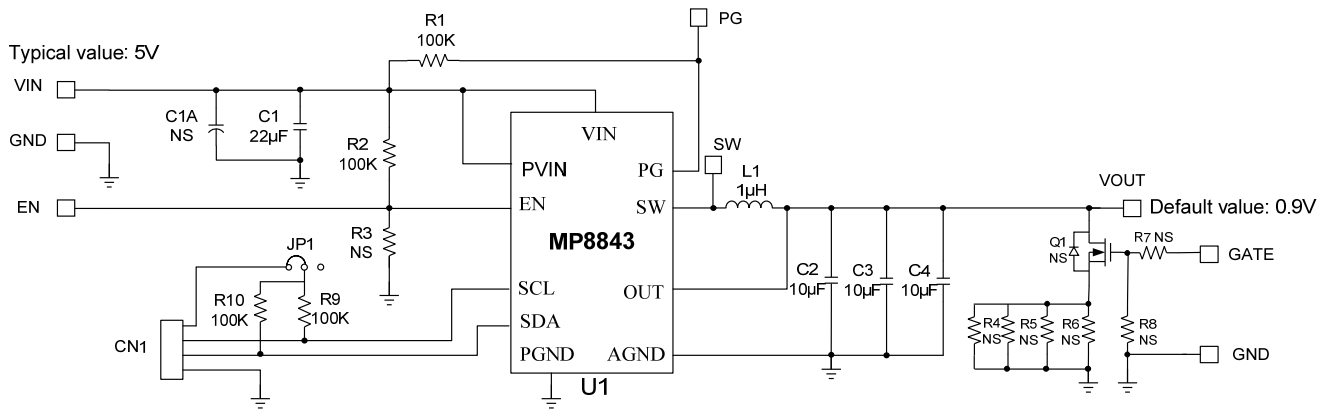 R1
100K
PG
Typical value: 5V
VIN
C1A
NS
C1
22µF
GND
R2
100K
VIN
PVIN
PG
SW
L1
1µH
VOUT
Default value: 0.9V
EN
EN
SW
MP8843
R3
NS
JP1
Q1
NS
R7 NS
GATE
C2
10µF
C3
10µF
C4
10µF
SCL
OUT
R10
100K
R9
100K
SDA
R4
NS
R5
NS
R6
NS
R8
NS
CN1
PGND
AGND
GND
U1